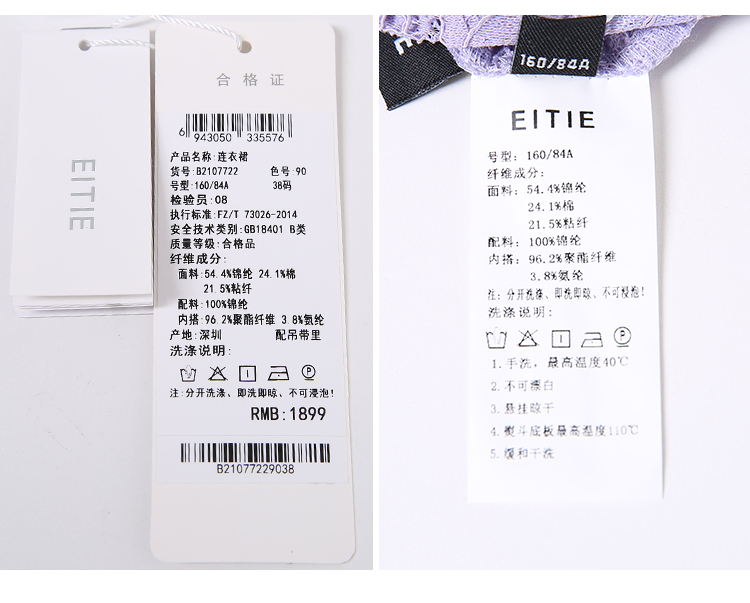 EITIE
合格证
6 943050 335576
产品名称:连衣裙
货号:B2107722 色号:90
号型:160/84A 38码
检验员:08
执行标准:FZ/T 73026-2014
安全技术类别:GB18401 B类
质量等级:合格品
纤维成分:
面料:54.4%锦纶 24.1%棉
21.5%粘纤
配料:100%锦纶
内搭:96.2%聚酯纤维 3.8%氨纶
产地:深圳 配吊带里
洗涤说明:
注:分开洗涤、即洗即晾、不可浸泡!
RMB:1899
B21077229038
160/84A
EITIE
号型: 160/84A
纤维成分:
面料: 54.4%锦纶
24.1%棉
21.5%粘纤
配料: 100%锦纶
内搭: 96.2%聚酯纤维
3.8%氨纶
注: 分开洗涤、即洗即晾、不可浸泡!
洗涤说明:
1.手洗,最高温度40℃
2.不可漂白
3.悬挂晾干
4.熨斗底板最高温度110℃
5.缓和干洗